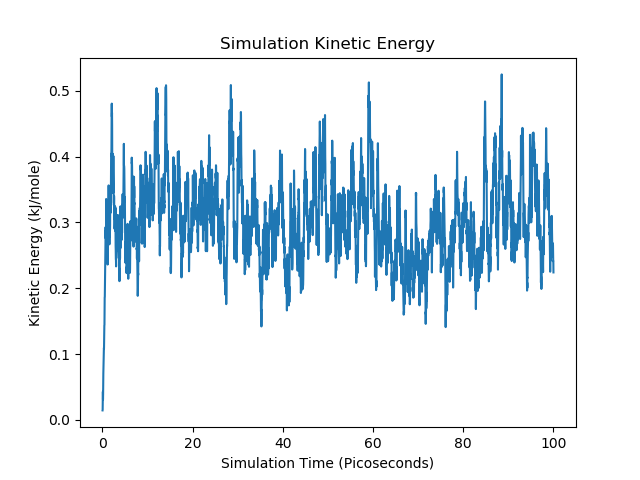 Simulation Kinetic Energy
Kinetic Energy (kJ/mole)
0.5
0.4
0.3
0.2
0.1
0.0
0 20 40 60 80 100
Simulation Time (Picoseconds)